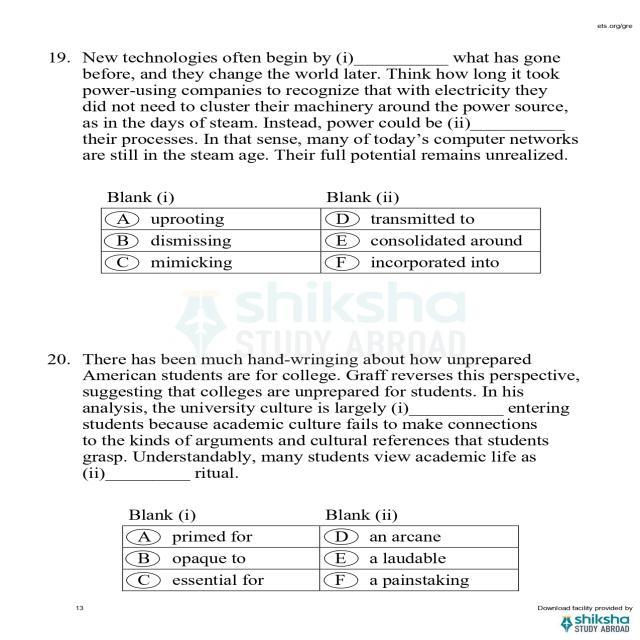 ets.org/gre
19. New technologies often begin by (i)___________ what has gone
before, and they change the world later. Think how long it took
power-using companies to recognize that with electricity they
did not need to cluster their machinery around the power source,
as in the days of steam. Instead, power could be (ii)___________
their processes. In that sense, many of today's computer networks
are still in the steam age. Their full potential remains unrealized.
Blank (i) Blank (ii)
A uprooting D transmitted to
B dismissing E consolidated around
C mimicking F incorporated into
shiksha
STUDY ABROAD
20. There has been much hand-wringing about how unprepared
American students are for college. Graff reverses this perspective,
suggesting that colleges are unprepared for students. In his
analysis, the university culture is largely (i)___________ entering
students because academic culture fails to make connections
to the kinds of arguments and cultural references that students
grasp. Understandably, many students view academic life as
(ii)__________ ritual.
Blank (i) Blank (ii)
A primed for D an arcane
B opaque to E a laudable
C essential for F a painstaking
13 Download facility provided by
shiksha
STUDY ABROAD